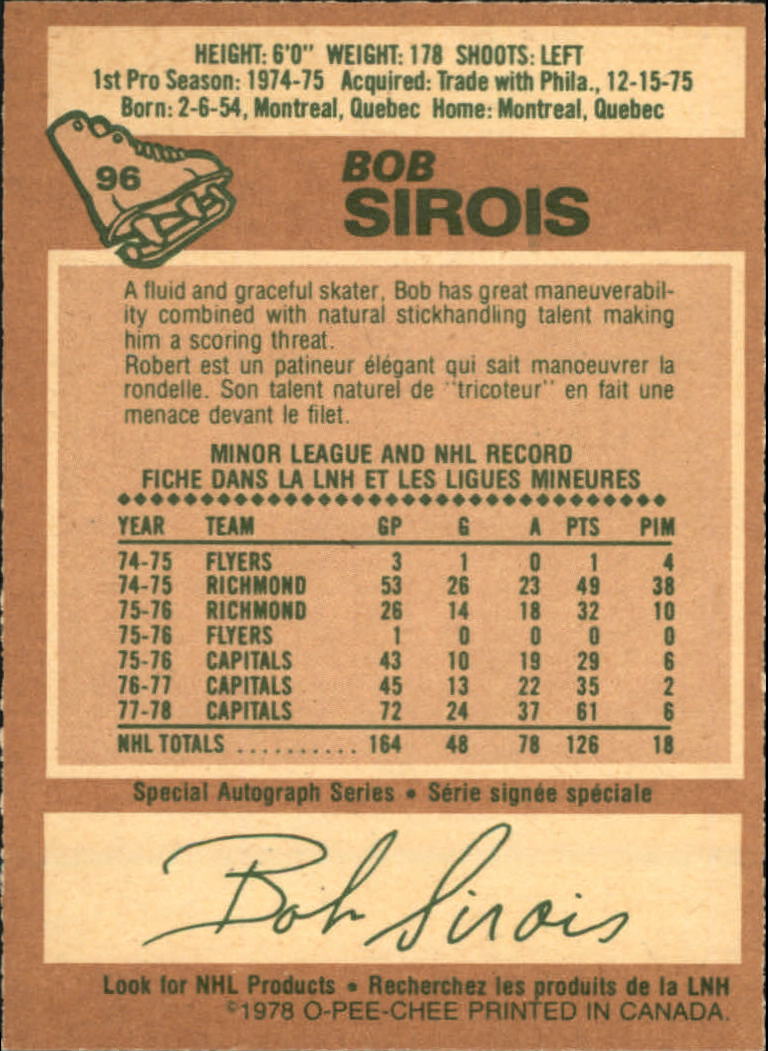 HEIGHT: 6'0" WEIGHT: 178 SHOOTS: LEFT
1st Pro Season: 1974-75 Acquired: Trade with Phila., 12-15-75
Born: 2-6-54, Montreal, Quebec Home: Montreal, Quebec
96
BOB
SIROIS
A fluid and graceful skater, Bob has great maneuverabil-
ity combined with natural stickhandling talent making
him a scoring threat.
Robert est un patineur élégant qui sait manoeuvrer la
rondelle. Son talent naturel de "tricoteur" en fait une
menace devant le filet.
MINOR LEAGUE AND NHL RECORD
FICHE DANS LA LNH ET LES LIGUES MINEURES
YEAR TEAM GP G A PTS PIM
74-75 FLYERS 3 1 0 1 4
74-75 RICHMOND 53 26 23 49 38
75-76 RICHMOND 26 14 18 32 10
75-76 FLYERS 1 0 0 0 0
75-76 CAPITALS 43 10 19 29 6
76-77 CAPITALS 45 13 22 35 2
77-78 CAPITALS 72 24 37 61 6
NHL TOTALS .......... 164 48 78 126 18
Special Autograph Series • Série signée spéciale
Bob Sirois
Look for NHL Products • Recherchez les produits de la LNH
©1978 O-PEE-CHEE PRINTED IN CANADA.